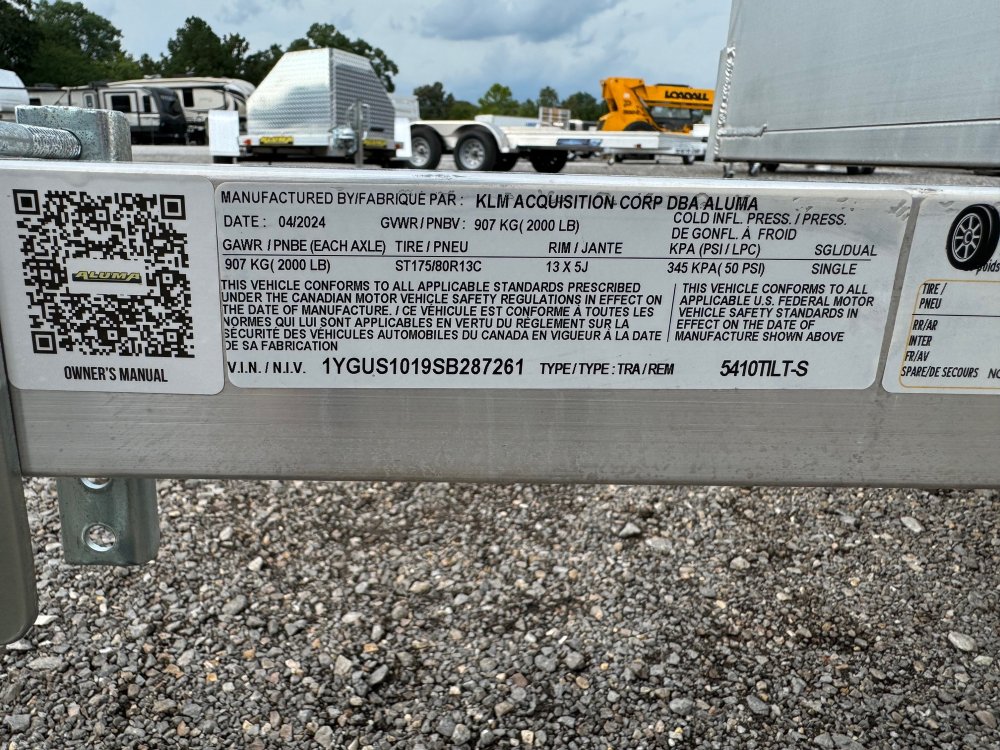 LOADALL
ALUMA
OWNER'S MANUAL
MANUFACTURED BY/FABRIQUÉ PAR : KLM ACQUISITION CORP DBA ALUMA
DATE : 04/2024 GVWR / PNBV : 907 KG( 2000 LB) COLD INFL. PRESS. / PRESS.
DE GONFL. À FROID
GAWR / PNBE (EACH AXLE) TIRE / PNEU RIM / JANTE KPA (PSI / LPC) SGL/DUAL
907 KG( 2000 LB) ST175/80R13C 13 X 5J 345 KPA( 50 PSI) SINGLE
THIS VEHICLE CONFORMS TO ALL APPLICABLE STANDARDS PRESCRIBED
UNDER THE CANADIAN MOTOR VEHICLE SAFETY REGULATIONS IN EFFECT ON
THE DATE OF MANUFACTURE. / CE VÉHICULE EST CONFORME À TOUTES LES
NORMES QUI LUI SONT APPLICABLES EN VERTU DU RÈGLEMENT SUR LA
SÉCURITÉ DES VÉHICULES AUTOMOBILES DU CANADA EN VIGUEUR À LA DATE
DE SA FABRICATION
THIS VEHICLE CONFORMS TO ALL
APPLICABLE U.S. FEDERAL MOTOR
VEHICLE SAFETY STANDARDS IN
EFFECT ON THE DATE OF
MANUFACTURE SHOWN ABOVE
V.I.N. / N.I.V. 1YGUS1019SB287261 TYPE / TYPE : TRA / REM 5410TILT-S
TIRE /
PNEU
RR/AR
INTER
FR/AV
SPARE/DE SECOURS